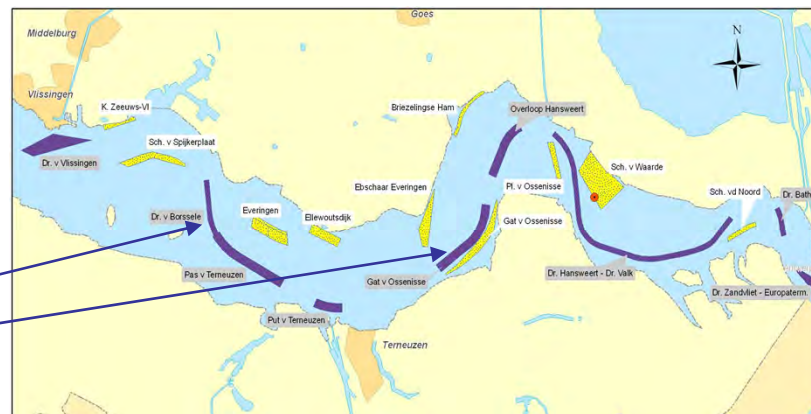 Middelburg
Goes
N
Vlissingen
K. Zeeuws-Vl
Briezelingse Ham
Overloop Hansweert
Sch. v Spijkerplaat
Dr. v Vlissingen
Sch. v Waarde
Ebschaar Everingen
Pl. v Ossenisse
Sch. vd Noord
Dr. Bath
Dr. v Borssele
Everingen
Ellewoutsdijk
Gat v Ossenisse
Pas v Terneuzen
Gat v Ossenisse
Dr. Hansweert - Dr. Valk
Dr. Zandvliet - Europaterm.
Put v Terneuzen
Terneuzen